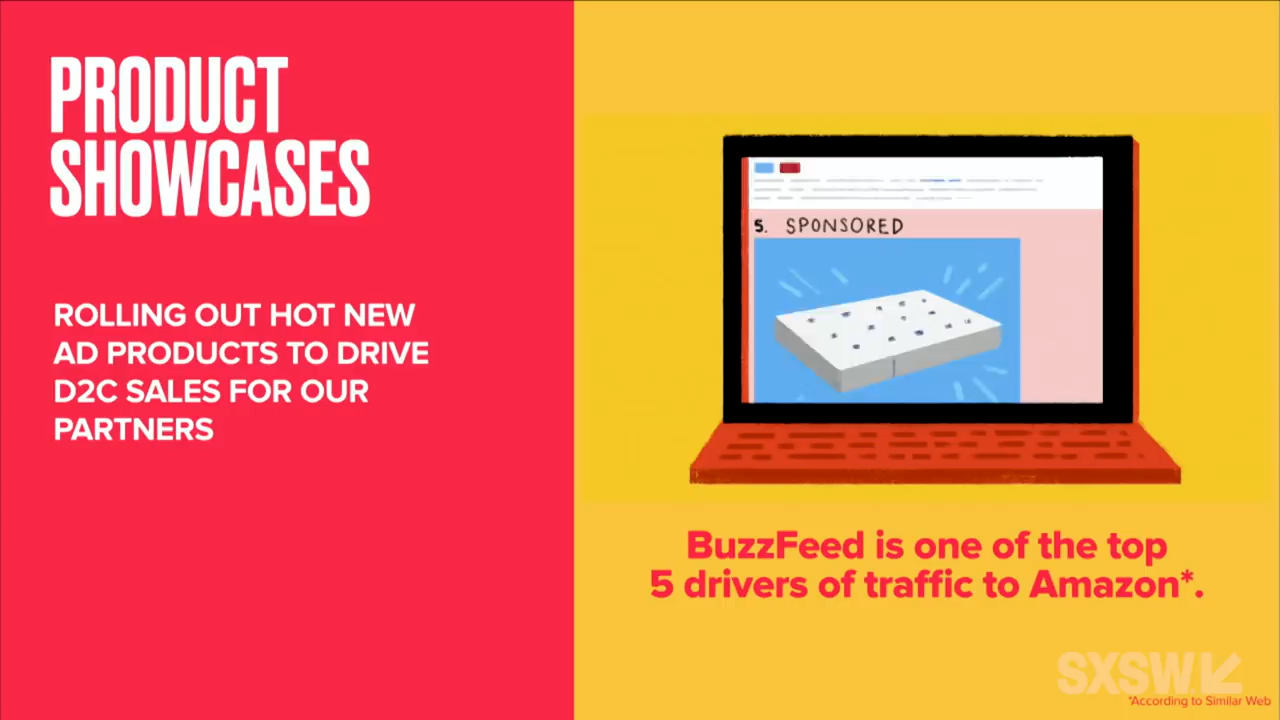 PRODUCT
SHOWCASES
ROLLING OUT HOT NEW
AD PRODUCTS TO DRIVE
D2C SALES FOR OUR
PARTNERS
5. SPONSORED
BuzzFeed is one of the top
5 drivers of traffic to Amazon*.
SXSW
*According to Similar Web